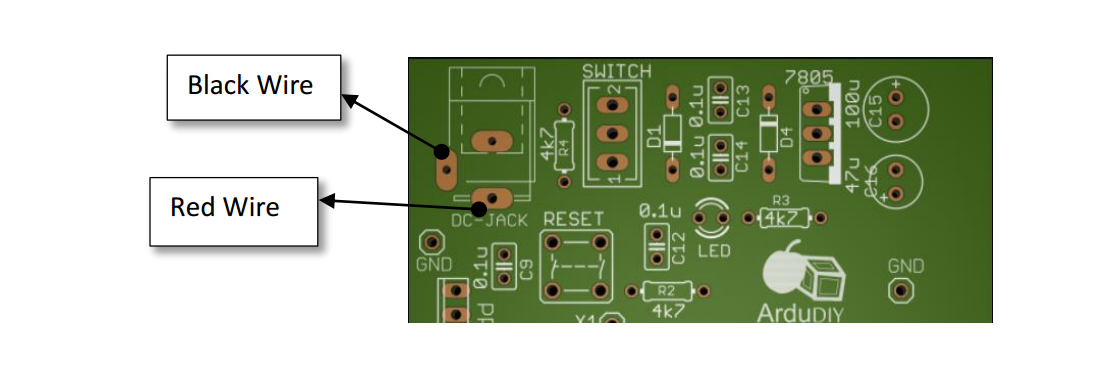 Black Wire
Red Wire
SWITCH
2
1
DC-JACK
4k7
R4
D1
0.1u
C13
0.1u
C14
D4
7805
100u
C15
+
47u
C16
+
RESET
0.1u
C12
LED
R3
4k7
GND
0.1u
C9
R2
4k7
X1
ArduDIY
GND